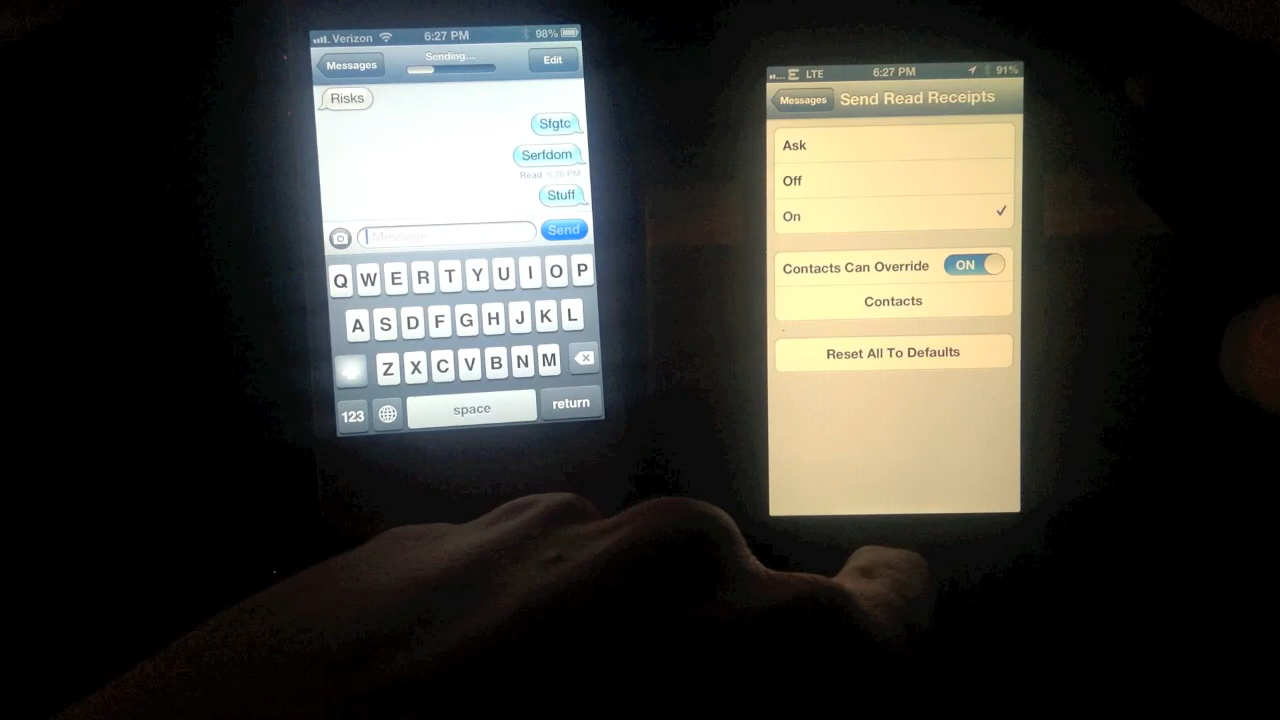 Verizon 6:27 PM 98%
Messages Sending... Edit
Risks
Sfgtc
Serfdom
Read 6:26 PM
Stuff
iMessage Send
Q W E R T Y U I O P
A S D F G H J K L
Z X C V B N M
123 space return
LTE 6:27 PM 91%
Messages Send Read Receipts
Ask
Off
On
Contacts Can Override ON
Contacts
Reset All To Defaults